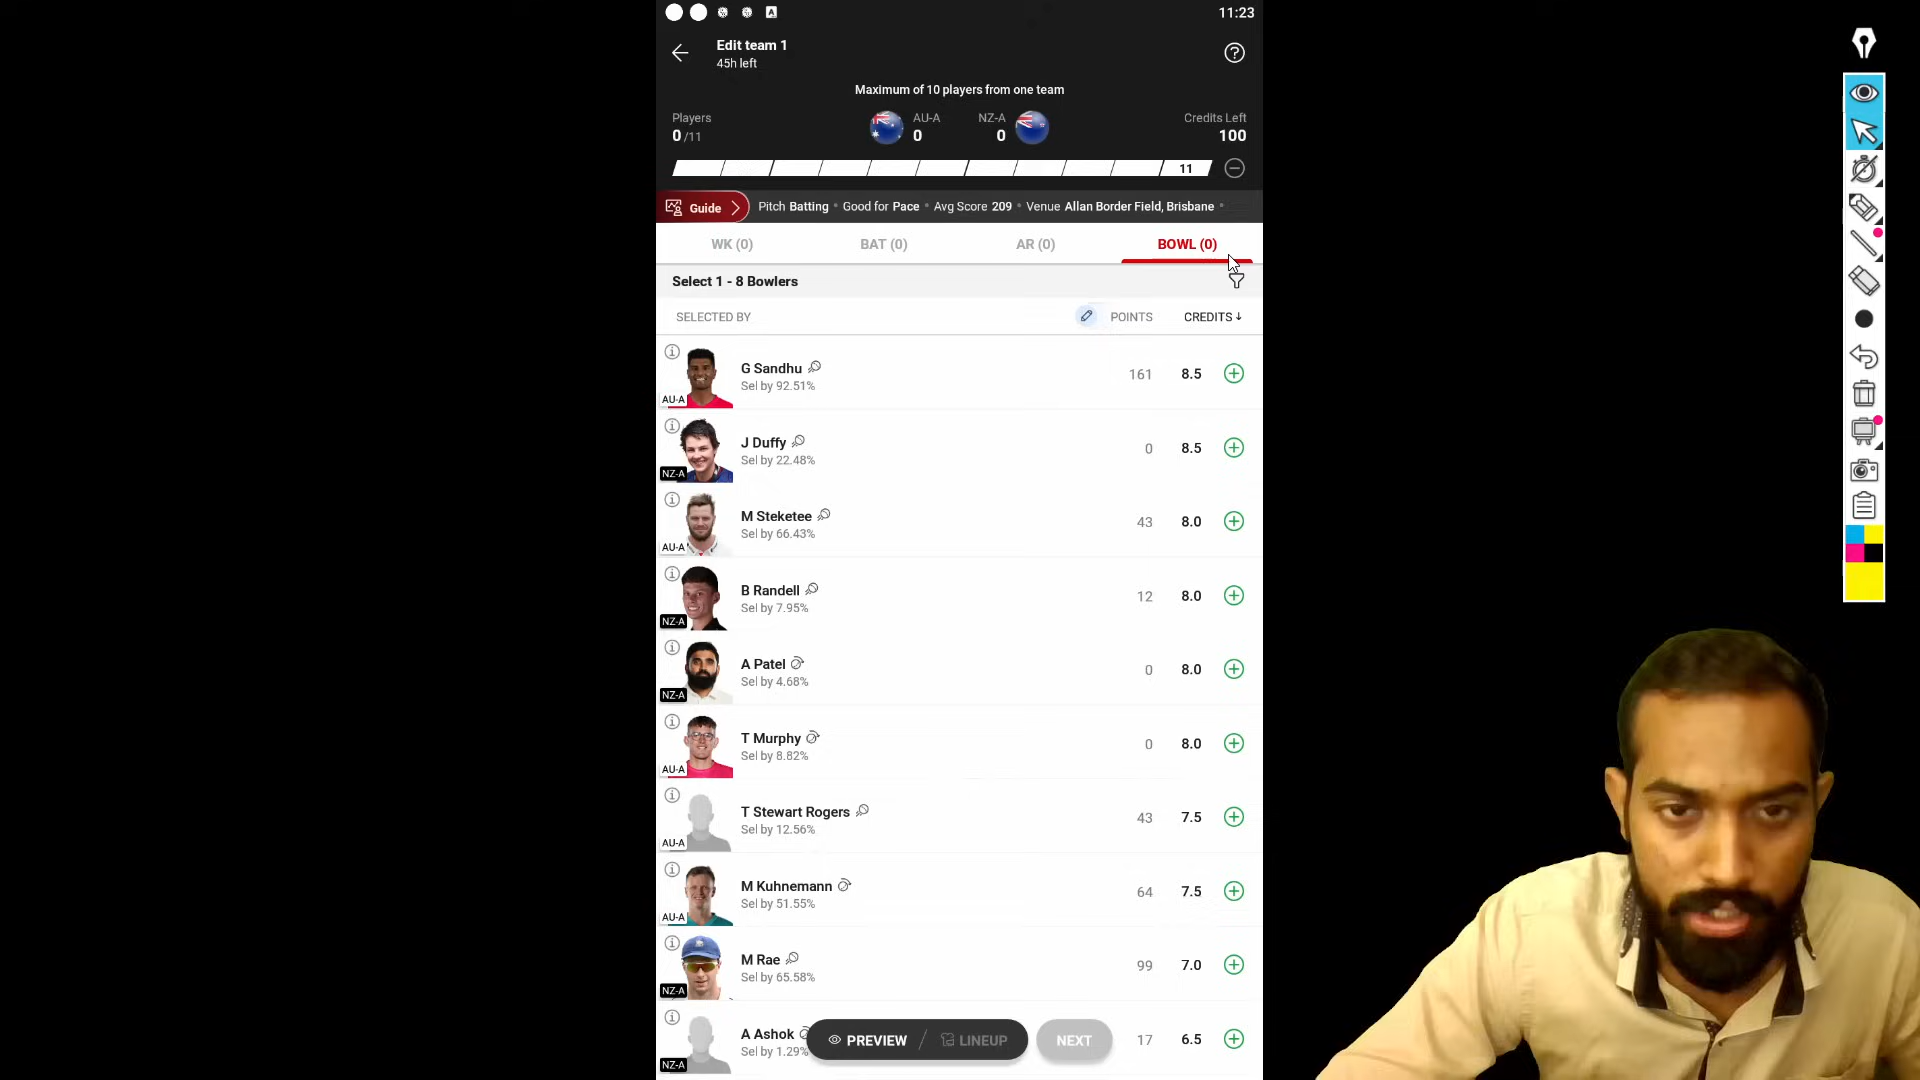 A
11:23
Edit team 1
45h left
Maximum of 10 players from one team
Players
0 /11
AU-A
0
NZ-A
0
Credits Left
100
11
Guide
Pitch Batting • Good for Pace • Avg Score 209 • Venue Allan Border Field, Brisbane •
WK (0)
BAT (0)
AR (0)
BOWL (0)
Select 1 - 8 Bowlers
SELECTED BY
POINTS
CREDITS ↓
G Sandhu
Sel by 92.51%
AU-A
161
8.5
J Duffy
Sel by 22.48%
NZ-A
0
8.5
M Steketee
Sel by 66.43%
AU-A
43
8.0
B Randell
Sel by 7.95%
NZ-A
12
8.0
A Patel
Sel by 4.68%
NZ-A
0
8.0
T Murphy
Sel by 8.82%
AU-A
0
8.0
T Stewart Rogers
Sel by 12.56%
AU-A
43
7.5
M Kuhnemann
Sel by 51.55%
AU-A
64
7.5
M Rae
Sel by 65.58%
NZ-A
99
7.0
A Ashok
Sel by 1.29%
NZ-A
17
6.5
PREVIEW
LINEUP
NEXT